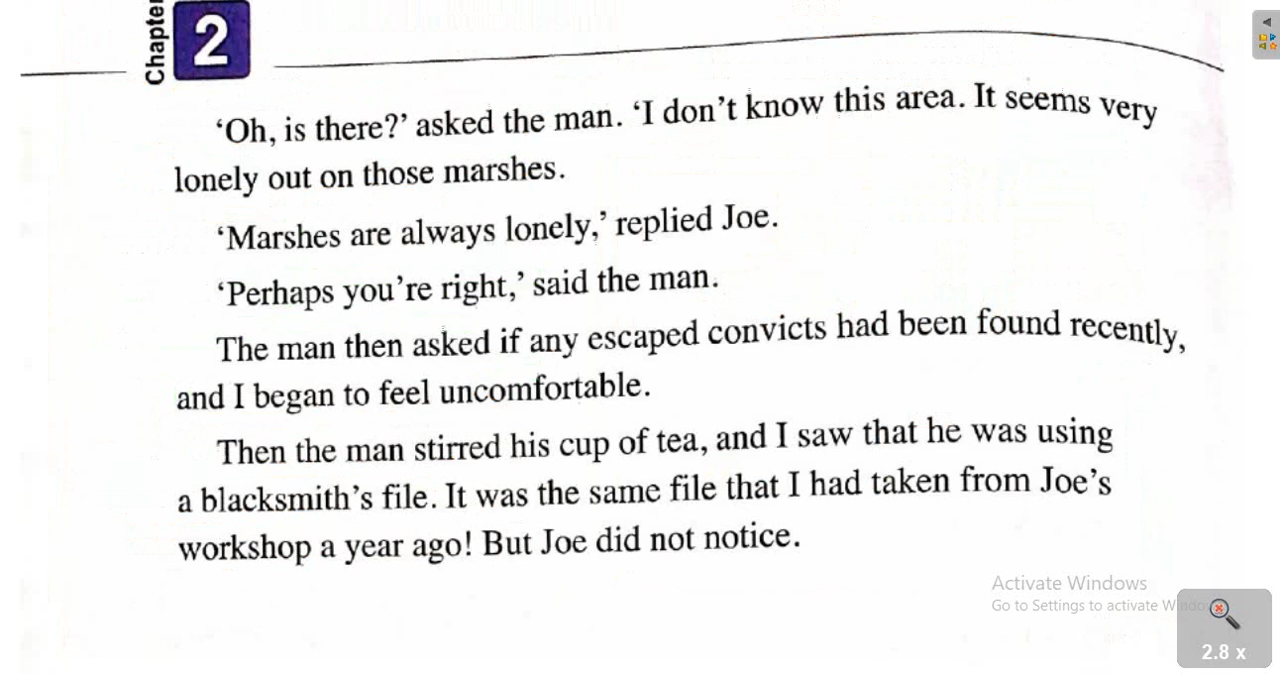 Chapter
2
‘Oh, is there?’ asked the man. ‘I don’t know this area. It seems very
lonely out on those marshes.
‘Marshes are always lonely,’ replied Joe.
‘Perhaps you’re right,’ said the man.
The man then asked if any escaped convicts had been found recently,
and I began to feel uncomfortable.
Then the man stirred his cup of tea, and I saw that he was using
a blacksmith’s file. It was the same file that I had taken from Joe’s
workshop a year ago! But Joe did not notice.
Activate Windows
Go to Settings to activate Windows
2.8 x